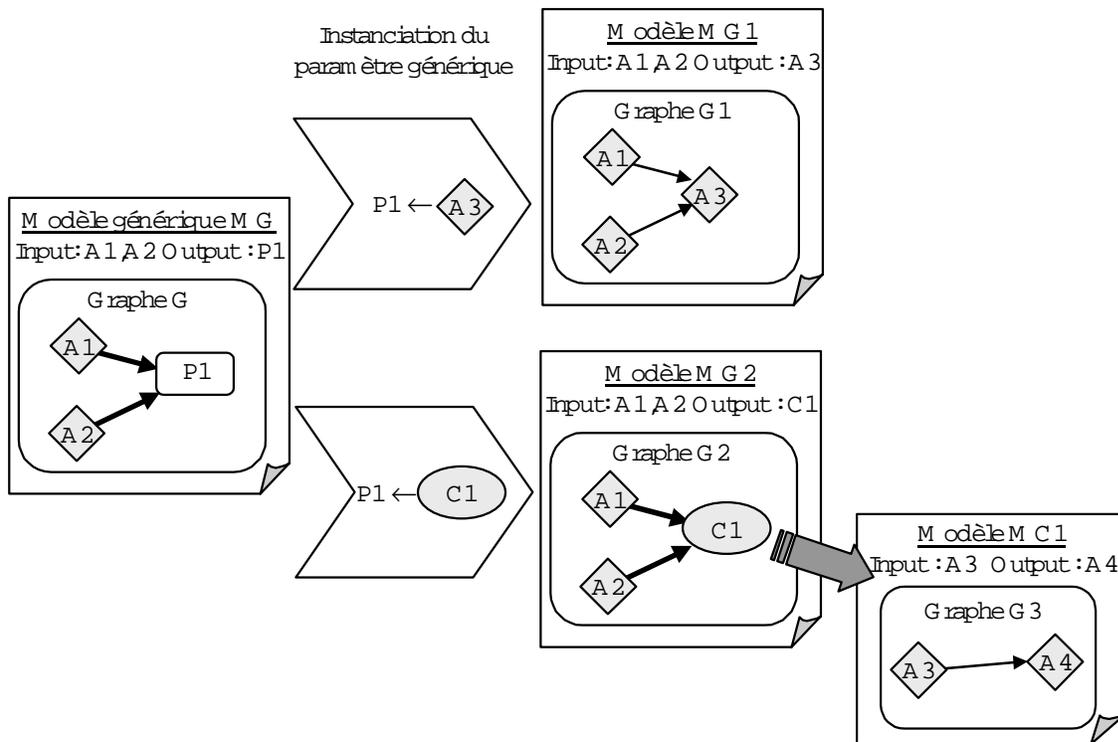 Modèle générique MG
Input:A1,A2 Output:P1
Graphe G
A1
P1
A2
Instanciation du
paramètre générique
P1← A3
P1← C1
Modèle MG1
Input:A1,A2 Output:A3
Graphe G1
A1
A3
A2
Modèle MG2
Input:A1,A2 Output:C1
Graphe G2
A1
C1
A2
Modèle MC1
Input:A3 Output:A4
Graphe G3
A3
A4